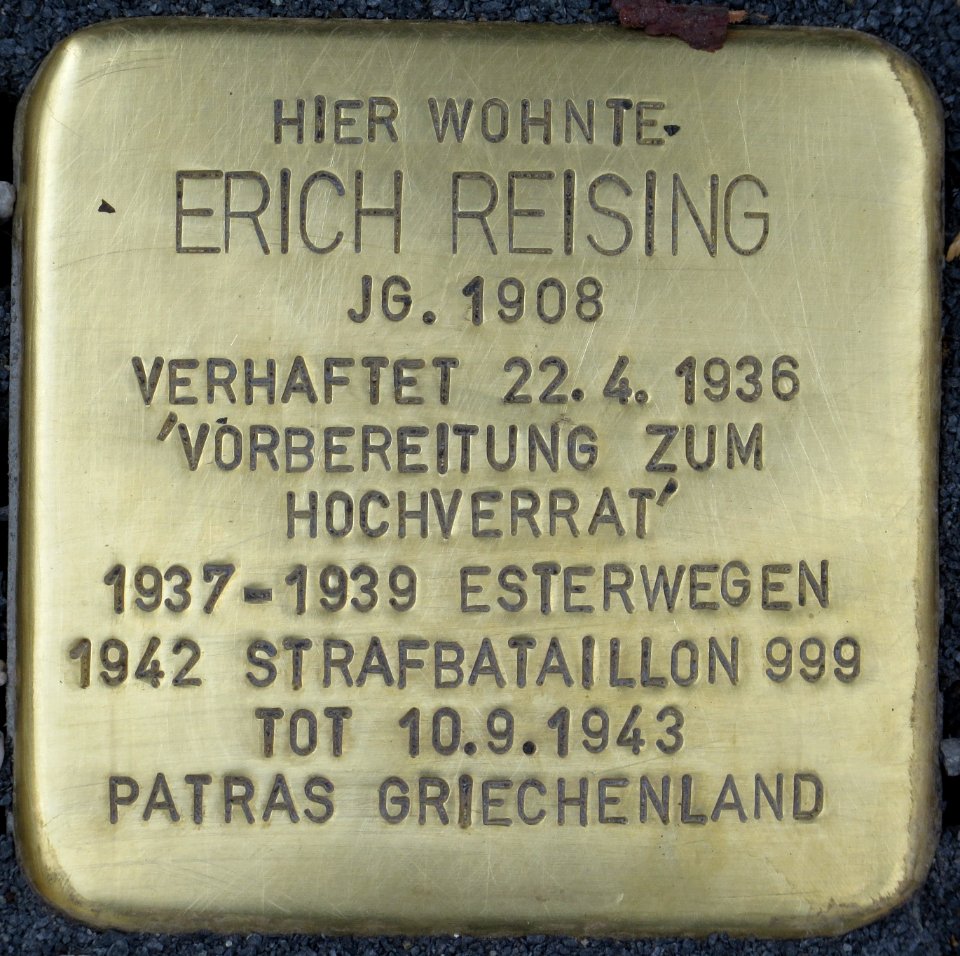 HIER WOHNTE
ERICH REISING
JG. 1908
VERHAFTET 22.4.1936
'VORBEREITUNG ZUM
HOCHVERRAT'
1937-1939 ESTERWEGEN
1942 STRAFBATAILLON 999
TOT 10.9.1943
PATRAS GRIECHENLAND